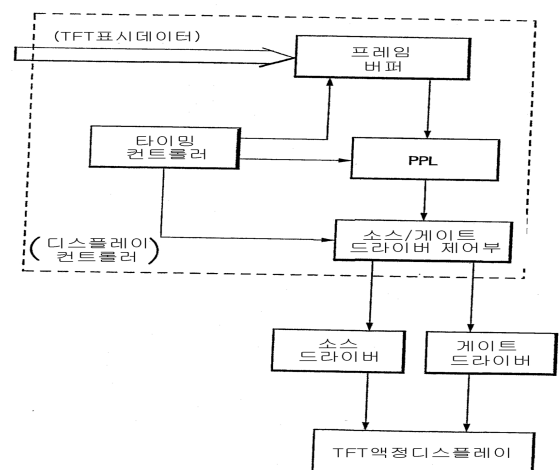 (TFT표시데이터)
프레임
버퍼
타이밍
컨트롤러
PPL
소스/게이트
드라이버 제어부
(디스플레이
컨트롤러)
소스
드라이버
게이트
드라이버
TFT액정디스플레이